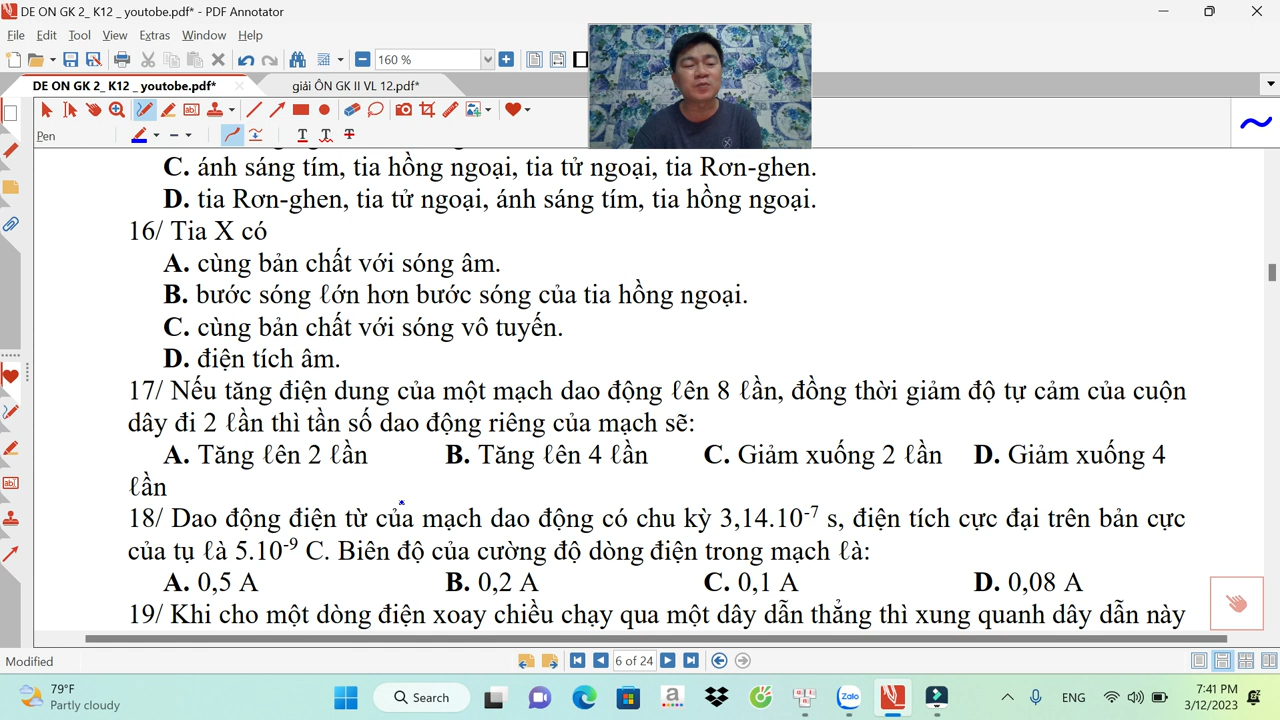 DE ON GK 2_ K12 _ youtobe.pdf* - PDF Annotator
File Edit Tool View Extras Window Help
160 %
DE ON GK 2_ K12 _ youtobe.pdf* giải ÔN GK II VL 12.pdf*
Pen
C. ánh sáng tím, tia hồng ngoại, tia tử ngoại, tia Rơn-ghen.
D. tia Rơn-ghen, tia tử ngoại, ánh sáng tím, tia hồng ngoại.
16/ Tia X có
A. cùng bản chất với sóng âm.
B. bước sóng ℓớn hơn bước sóng của tia hồng ngoại.
C. cùng bản chất với sóng vô tuyến.
D. điện tích âm.
17/ Nếu tăng điện dung của một mạch dao động ℓên 8 ℓần, đồng thời giảm độ tự cảm của cuộn
dây đi 2 ℓần thì tần số dao động riêng của mạch sẽ:
A. Tăng ℓên 2 ℓần B. Tăng ℓên 4 ℓần C. Giảm xuống 2 ℓần D. Giảm xuống 4
ℓần
18/ Dao động điện từ của mạch dao động có chu kỳ 3,14.10⁻⁷ s, điện tích cực đại trên bản cực
của tụ ℓà 5.10⁻⁹ C. Biên độ của cường độ dòng điện trong mạch ℓà:
A. 0,5 A B. 0,2 A C. 0,1 A D. 0,08 A
19/ Khi cho một dòng điện xoay chiều chạy qua một dây dẫn thẳng thì xung quanh dây dẫn này
6 of 24
Modified
79°F
Partly cloudy
Search
Zalo
ENG
7:41 PM
3/12/2023